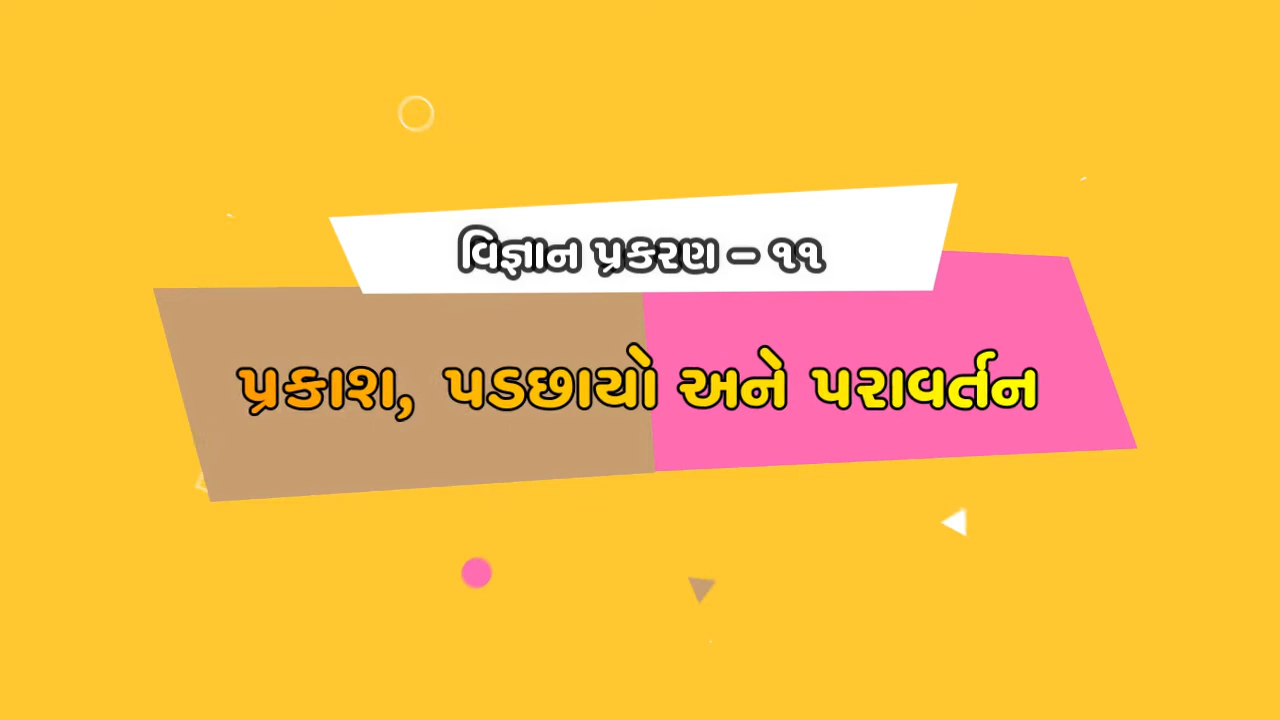 વિજ્ઞાન પ્રકરણ – ૧૧
પ્રકાશ, પડછાયો અને પરાવર્તન